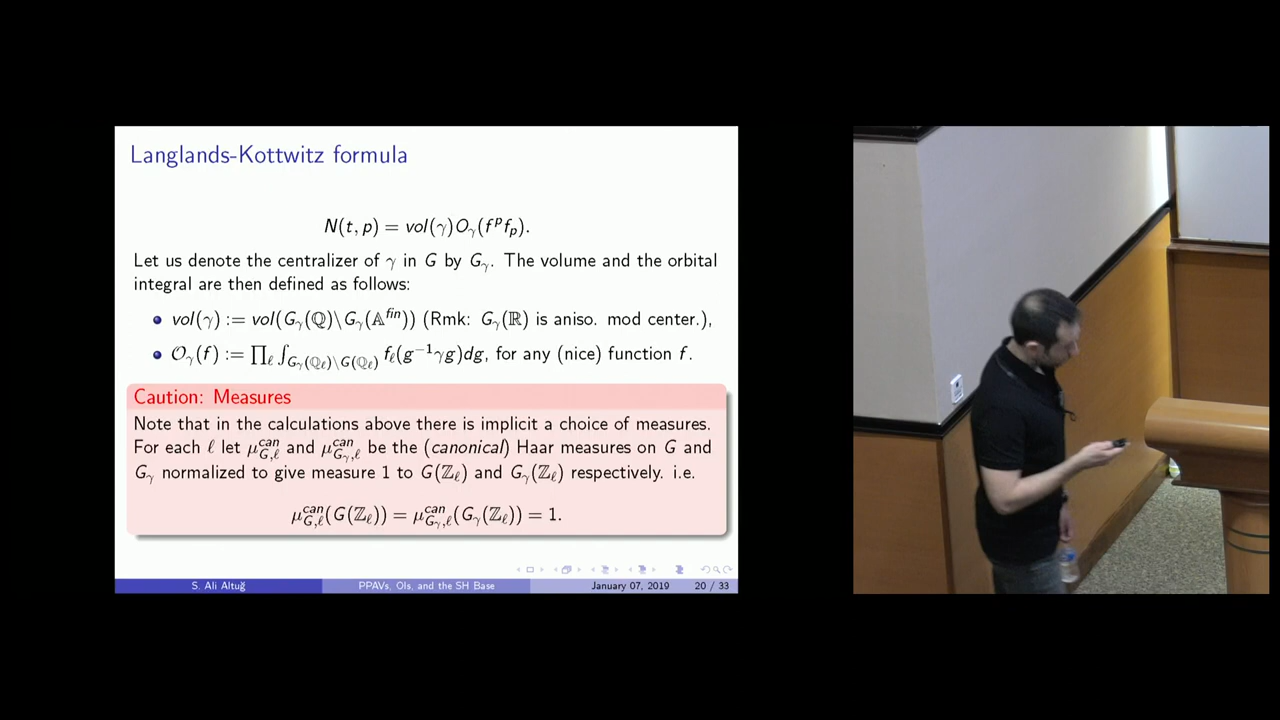 Langlands-Kottwitz formula
N(t, p) = vol(γ)O_γ(f^p f_p).
Let us denote the centralizer of γ in G by G_γ. The volume and the orbital
integral are then defined as follows:
vol(γ) := vol(G_γ(ℚ)\G_γ(𝔸^fin)) (Rmk: G_γ(ℝ) is aniso. mod center.),
𝒪_γ(f) := ∏_ℓ ∫_{G_γ(ℚ_ℓ)\G(ℚ_ℓ)} f_ℓ(g^{-1}γg)dg, for any (nice) function f.
Caution: Measures
Note that in the calculations above there is implicit a choice of measures.
For each ℓ let μ^can_{G,ℓ} and μ^can_{G_γ,ℓ} be the (canonical) Haar measures on G and
G_γ normalized to give measure 1 to G(ℤ_ℓ) and G_γ(ℤ_ℓ) respectively. i.e.
μ^can_{G,ℓ}(G(ℤ_ℓ)) = μ^can_{G_γ,ℓ}(G_γ(ℤ_ℓ)) = 1.
S. Ali Altuğ PPAVs, OIs, and the SH Base January 07, 2019 20 / 33